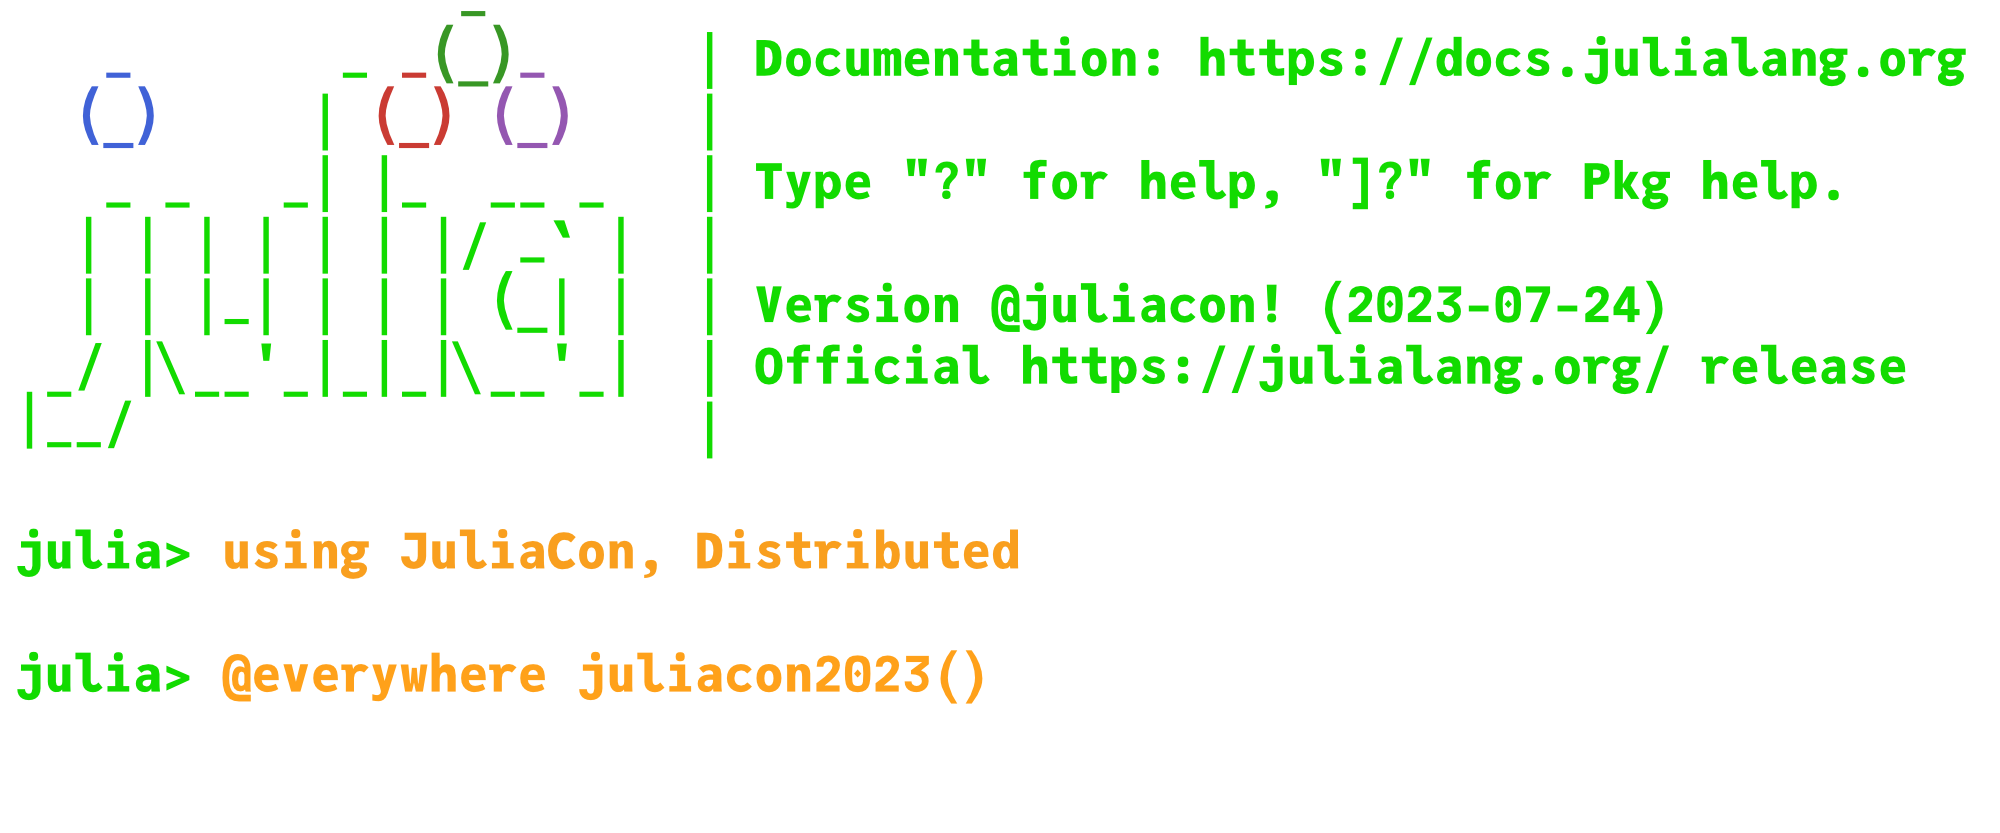 Documentation: https://docs.julialang.org
Type "?" for help, "]?" for Pkg help.
Version @juliacon! (2023-07-24)
Official https://julialang.org/ release
julia> using JuliaCon, Distributed
julia> @everywhere juliacon2023()